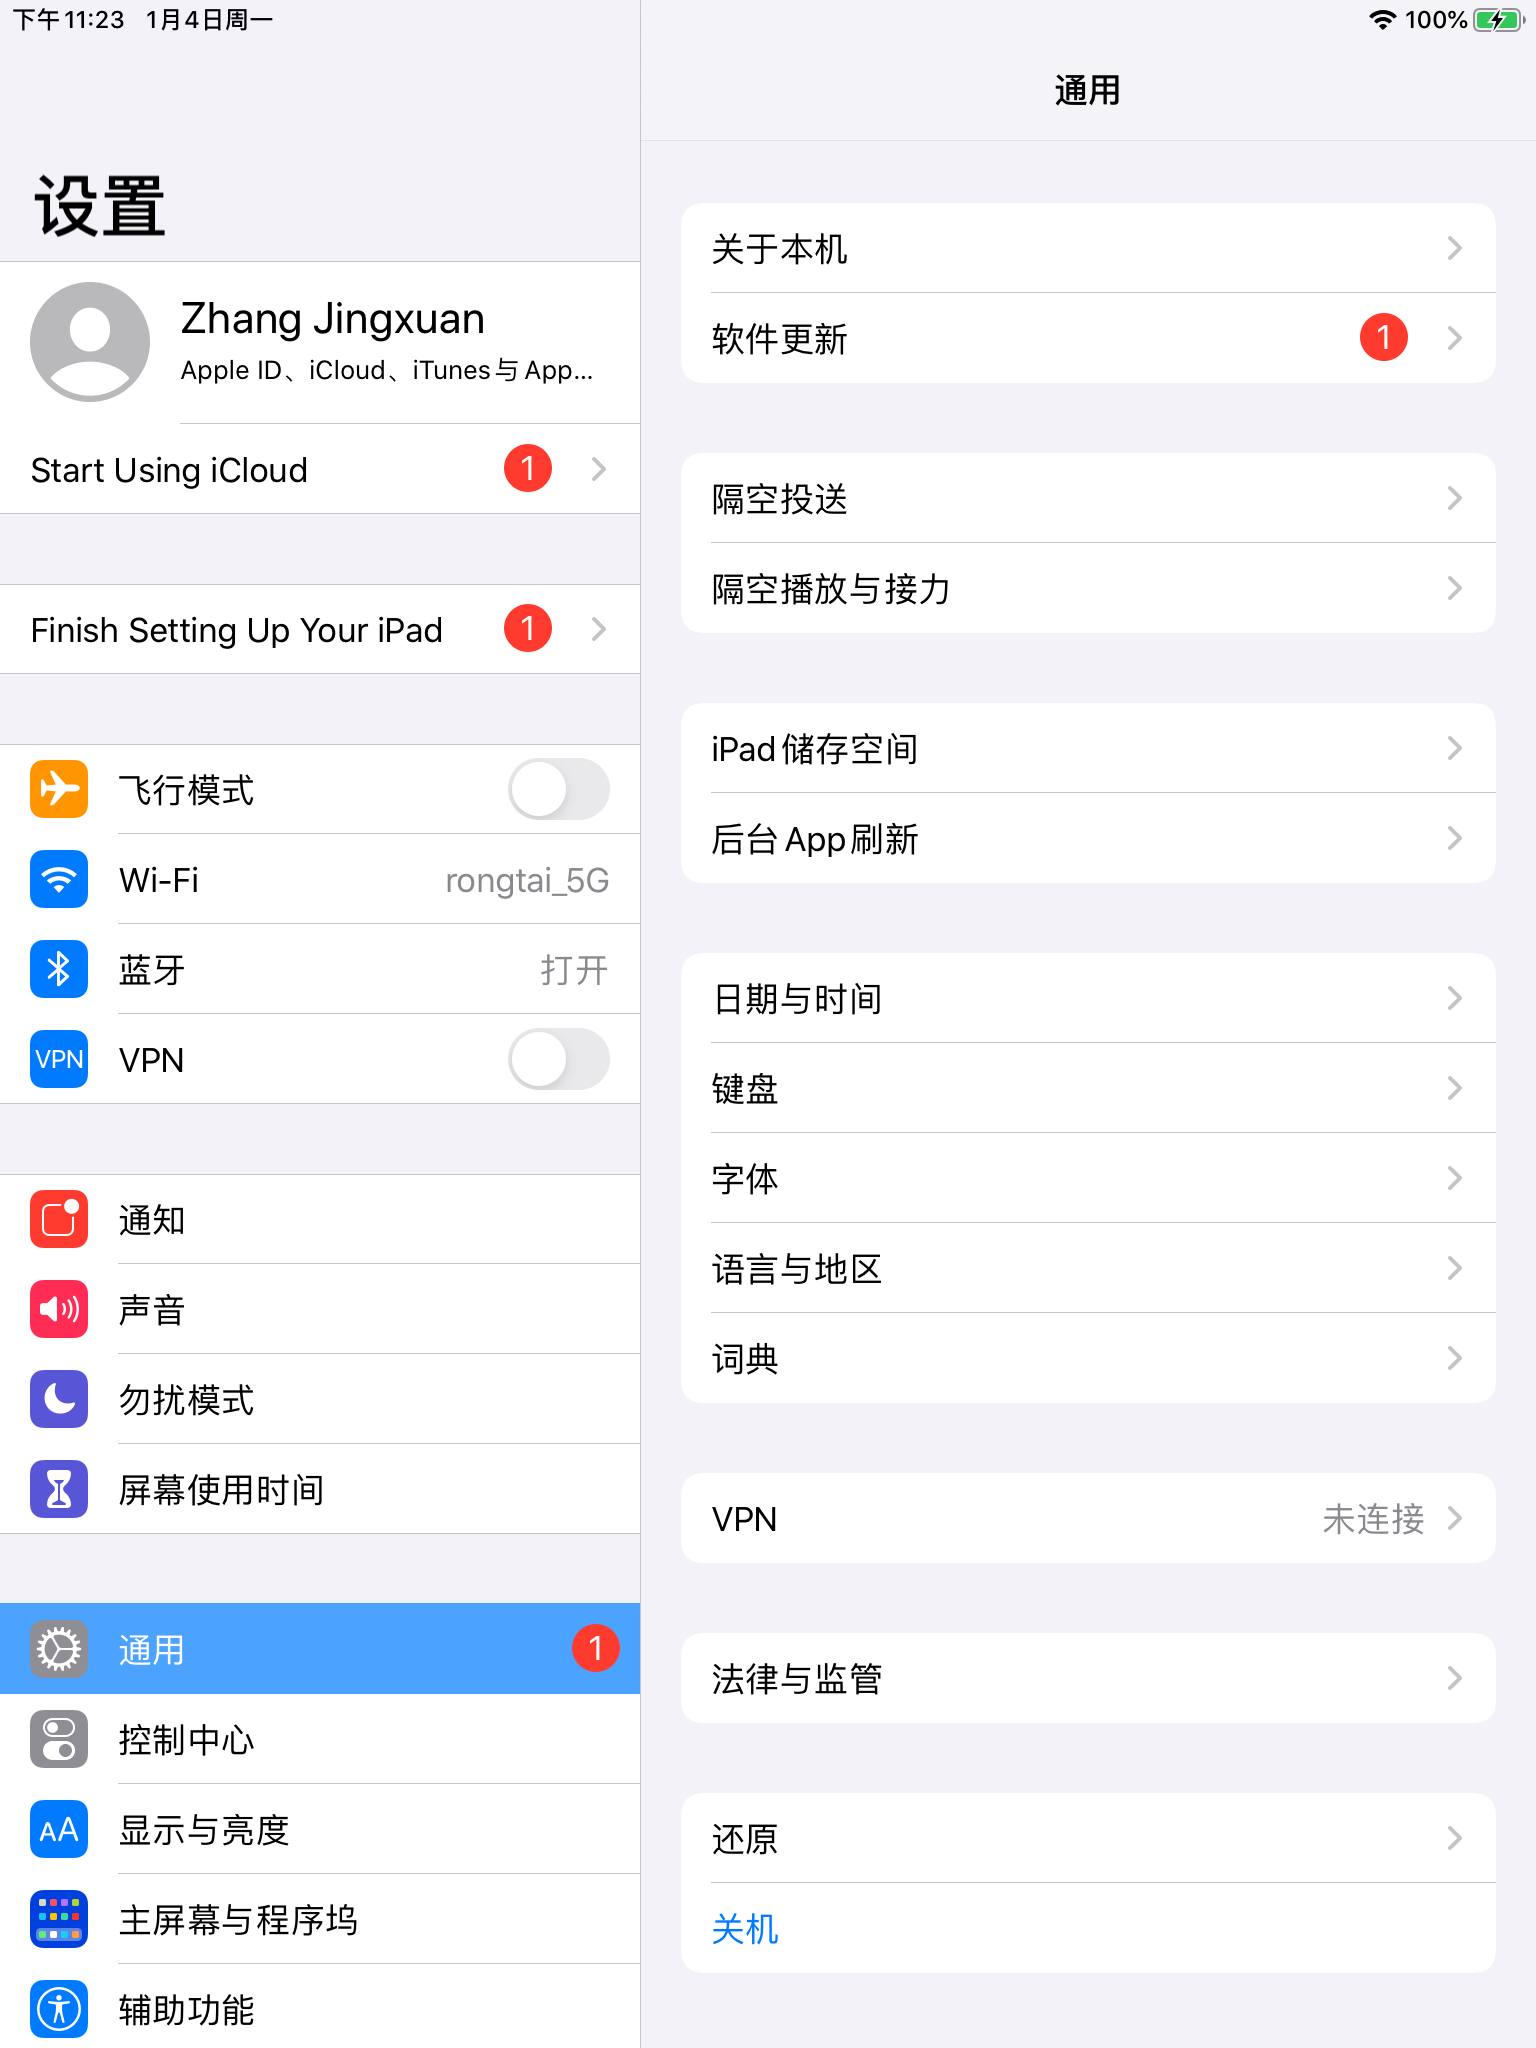 下午11:23 1月4日周一
100%
设置
Zhang Jingxuan
Apple ID、iCloud、iTunes与App...
Start Using iCloud 1
Finish Setting Up Your iPad 1
飞行模式
Wi-Fi rongtai_5G
蓝牙 打开
VPN VPN
通知
声音
勿扰模式
屏幕使用时间
通用 1
控制中心
AA 显示与亮度
主屏幕与程序坞
辅助功能
通用
关于本机
软件更新 1
隔空投送
隔空播放与接力
iPad储存空间
后台App刷新
日期与时间
键盘
字体
语言与地区
词典
VPN 未连接
法律与监管
还原
关机